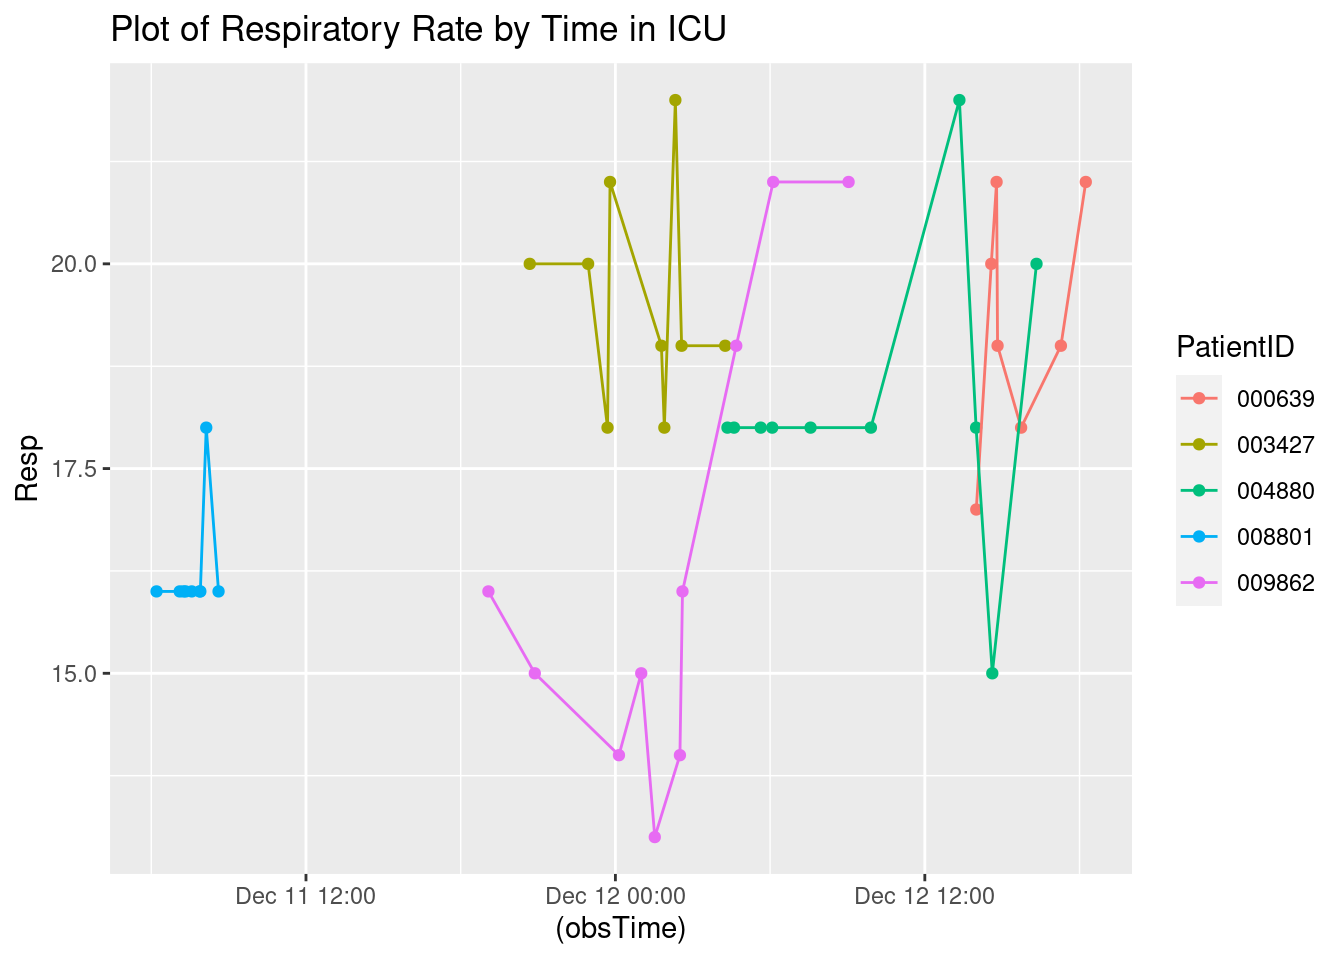 Plot of Respiratory Rate by Time in ICU
Resp
20.0
17.5
15.0
Dec 11 12:00
Dec 12 00:00
Dec 12 12:00
(obsTime)
PatientID
000639
003427
004880
008801
009862